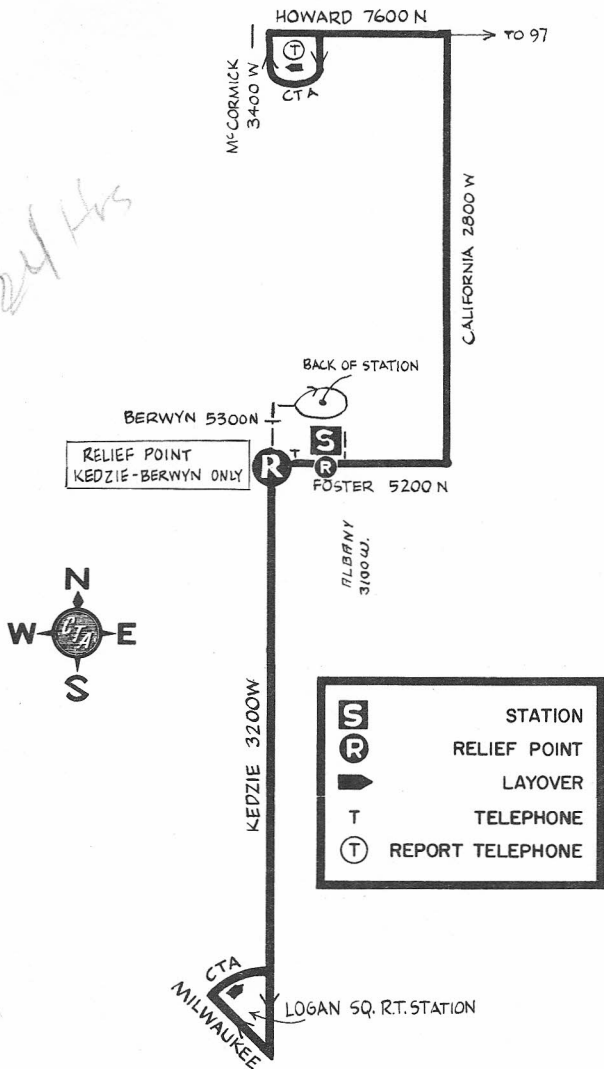 HOWARD 7600 N
→ TO 97
T
CTA
McCORMICK
3400 W
24 Hrs
CALIFORNIA 2800 W
BACK OF STATION
BERWYN 5300 N
RELIEF POINT
KEDZIE-BERWYN ONLY
R
T
S
R
FOSTER 5200 N
ALBANY
3100 W.
N
W CTA E
S
KEDZIE 3200W
S STATION
R RELIEF POINT
LAYOVER
T TELEPHONE
T REPORT TELEPHONE
CTA
MILWAUKEE
LOGAN SQ. R.T. STATION